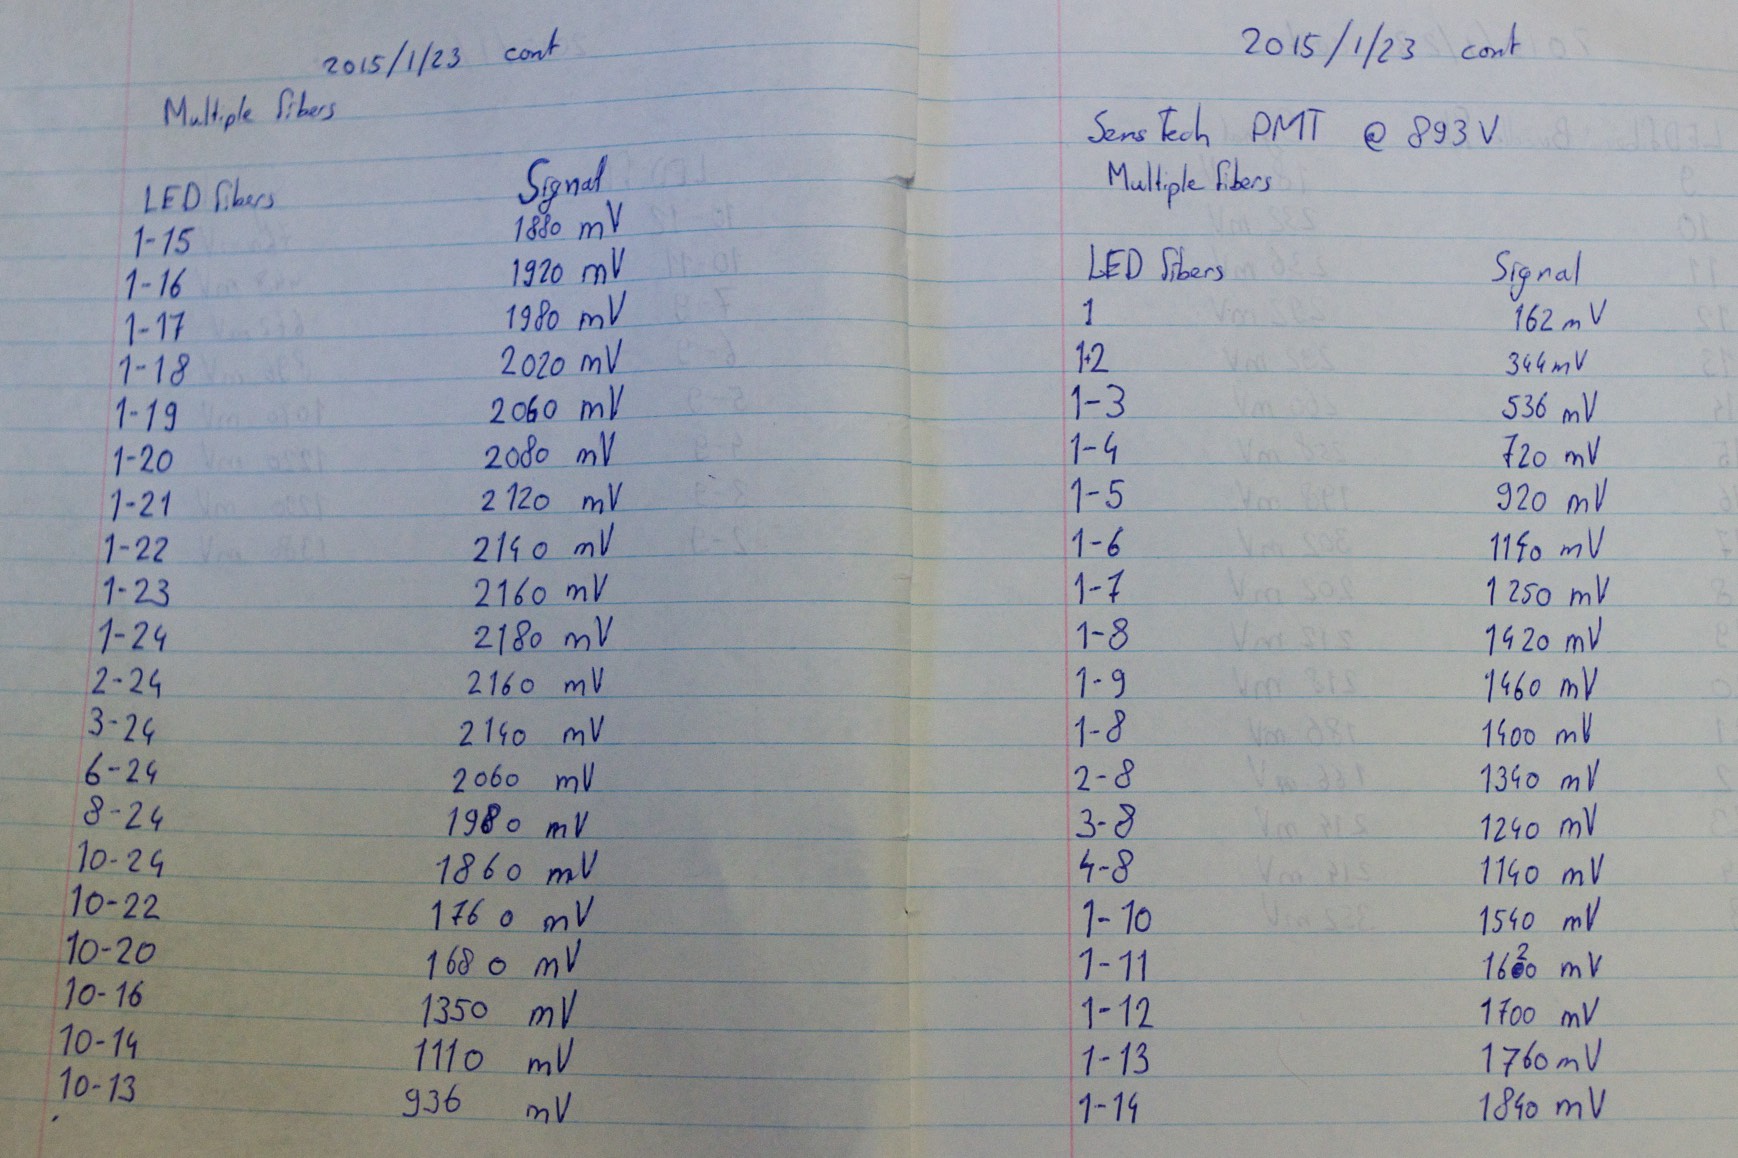 2015/1/23 cont
Multiple fibers
LED fibers Signal
1-15 1880 mV
1-16 1920 mV
1-17 1980 mV
1-18 2020 mV
1-19 2060 mV
1-20 2080 mV
1-21 2120 mV
1-22 2140 mV
1-23 2160 mV
1-24 2180 mV
2-24 2160 mV
3-24 2140 mV
6-24 2060 mV
8-24 1980 mV
10-24 1860 mV
10-22 1760 mV
10-20 1680 mV
10-16 1350 mV
10-14 1110 mV
10-13 936 mV
2015/1/23 cont
SensTech PMT @ 893 V
Multiple fibers
LED fibers Signal
1 162 mV
1-2 344 mV
1-3 536 mV
1-4 720 mV
1-5 920 mV
1-6 1140 mV
1-7 1250 mV
1-8 1420 mV
1-9 1460 mV
1-8 1400 mV
2-8 1340 mV
3-8 1240 mV
4-8 1140 mV
1-10 1540 mV
1-11 1620 mV
1-12 1700 mV
1-13 1760 mV
1-14 1840 mV